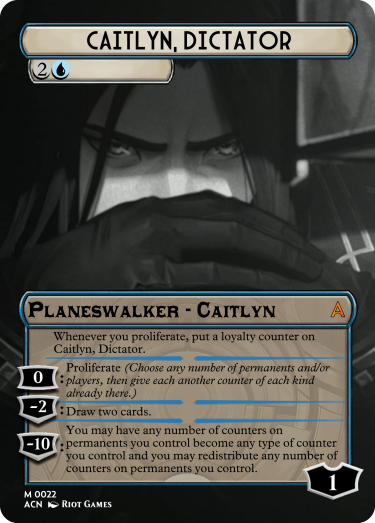 CAITLYN, DICTATOR
2
PLANESWALKER - CAITLYN
A
Whenever you proliferate, put a loyalty counter on
Caitlyn, Dictator.
0 : Proliferate (Choose any number of permanents and/or
players, then give each another counter of each kind
already there.)
-2 : Draw two cards.
You may have any number of counters on
-10 : permanents you control become any type of counter
you control and you may redistribute any number of
counters on permanents you control.
1
M 0022
ACN RIOT GAMES